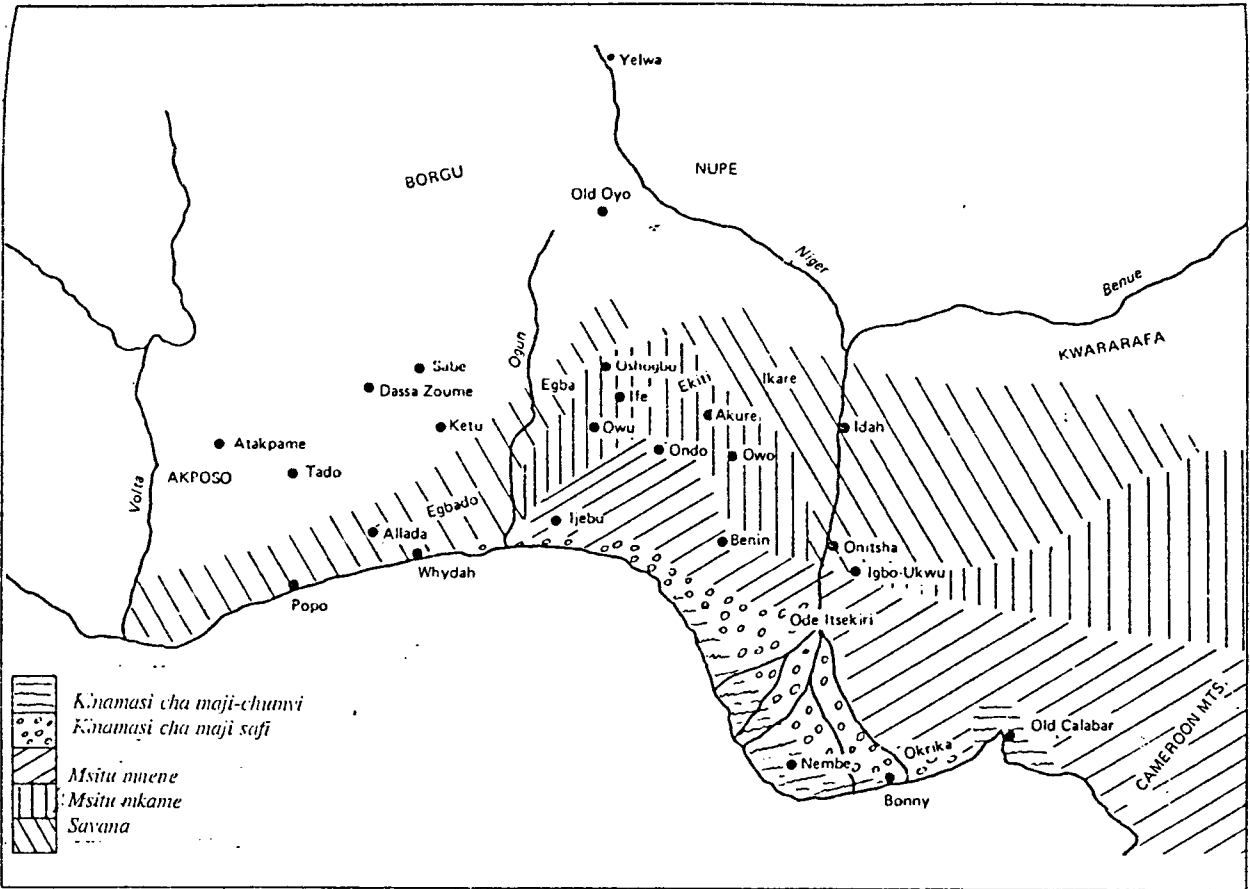 Yelwa
BORGU
NUPE
Old Oyo
Niger
Benue
KWARARAFA
Ogun
Sabe
Dassa Zoume
Egba
Oshogbo
Ekiti
Ikare
Ife
Ketu
Owu
Akure
Idah
Atakpame
Ondo
Owo
Volta
AKPOSO
Tado
Egbado
Ijebu
Allada
Benin
Onitsha
Whydah
Igbo-Ukwu
Popo
Ode Itsekiri
Kinamasi cha maji-chumvi
Kinamasi cha maji safi
Msitu mnene
Msitu mkame
Savana
Old Calabar
CAMEROON MTS.
Okrika
Nembe
Bonny